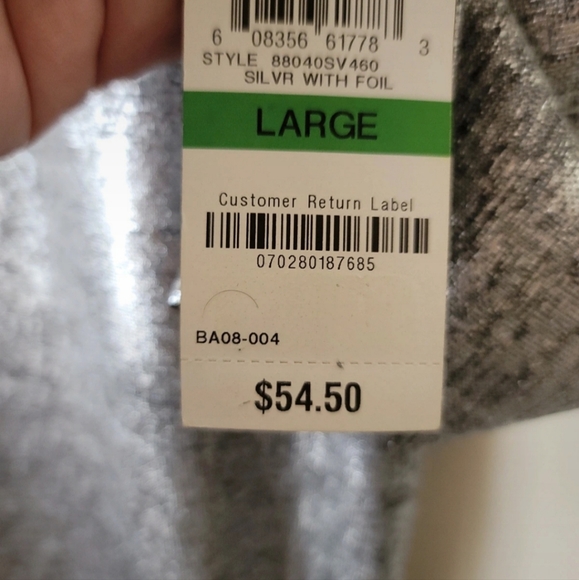 6 08356 61778 3
STYLE 88040SV460
SILVR WITH FOIL
LARGE
Customer Return Label
070280187685
BA08-004
$54.50